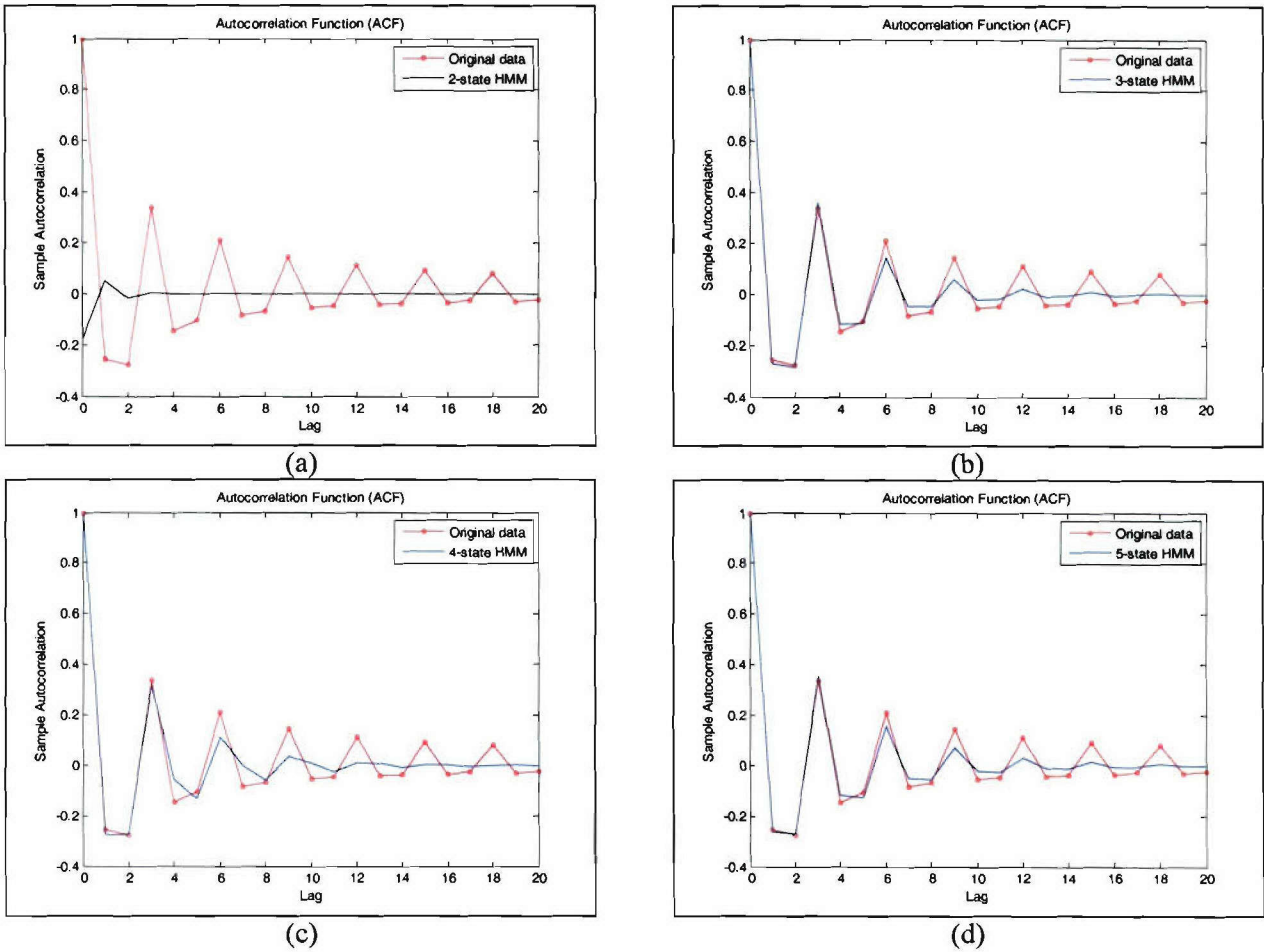 Autocorrelation Function (ACF)
Original data
2-state HMM
Sample Autocorrelation
1
0.8
0.6
0.4
0.2
0
-0.2
-0.4
0 2 4 6 8 10 12 14 16 18 20
Lag
(a)
Autocorrelation Function (ACF)
Original data
3-state HMM
Sample Autocorrelation
1
0.8
0.6
0.4
0.2
0
-0.2
-0.4
0 2 4 6 8 10 12 14 16 18 20
Lag
(b)
Autocorrelation Function (ACF)
Original data
4-state HMM
Sample Autocorrelation
1
0.8
0.6
0.4
0.2
0
-0.2
-0.4
0 2 4 6 8 10 12 14 16 18 20
Lag
(c)
Autocorrelation Function (ACF)
Original data
5-state HMM
Sample Autocorrelation
1
0.8
0.6
0.4
0.2
0
-0.2
-0.4
0 2 4 6 8 10 12 14 16 18 20
Lag
(d)